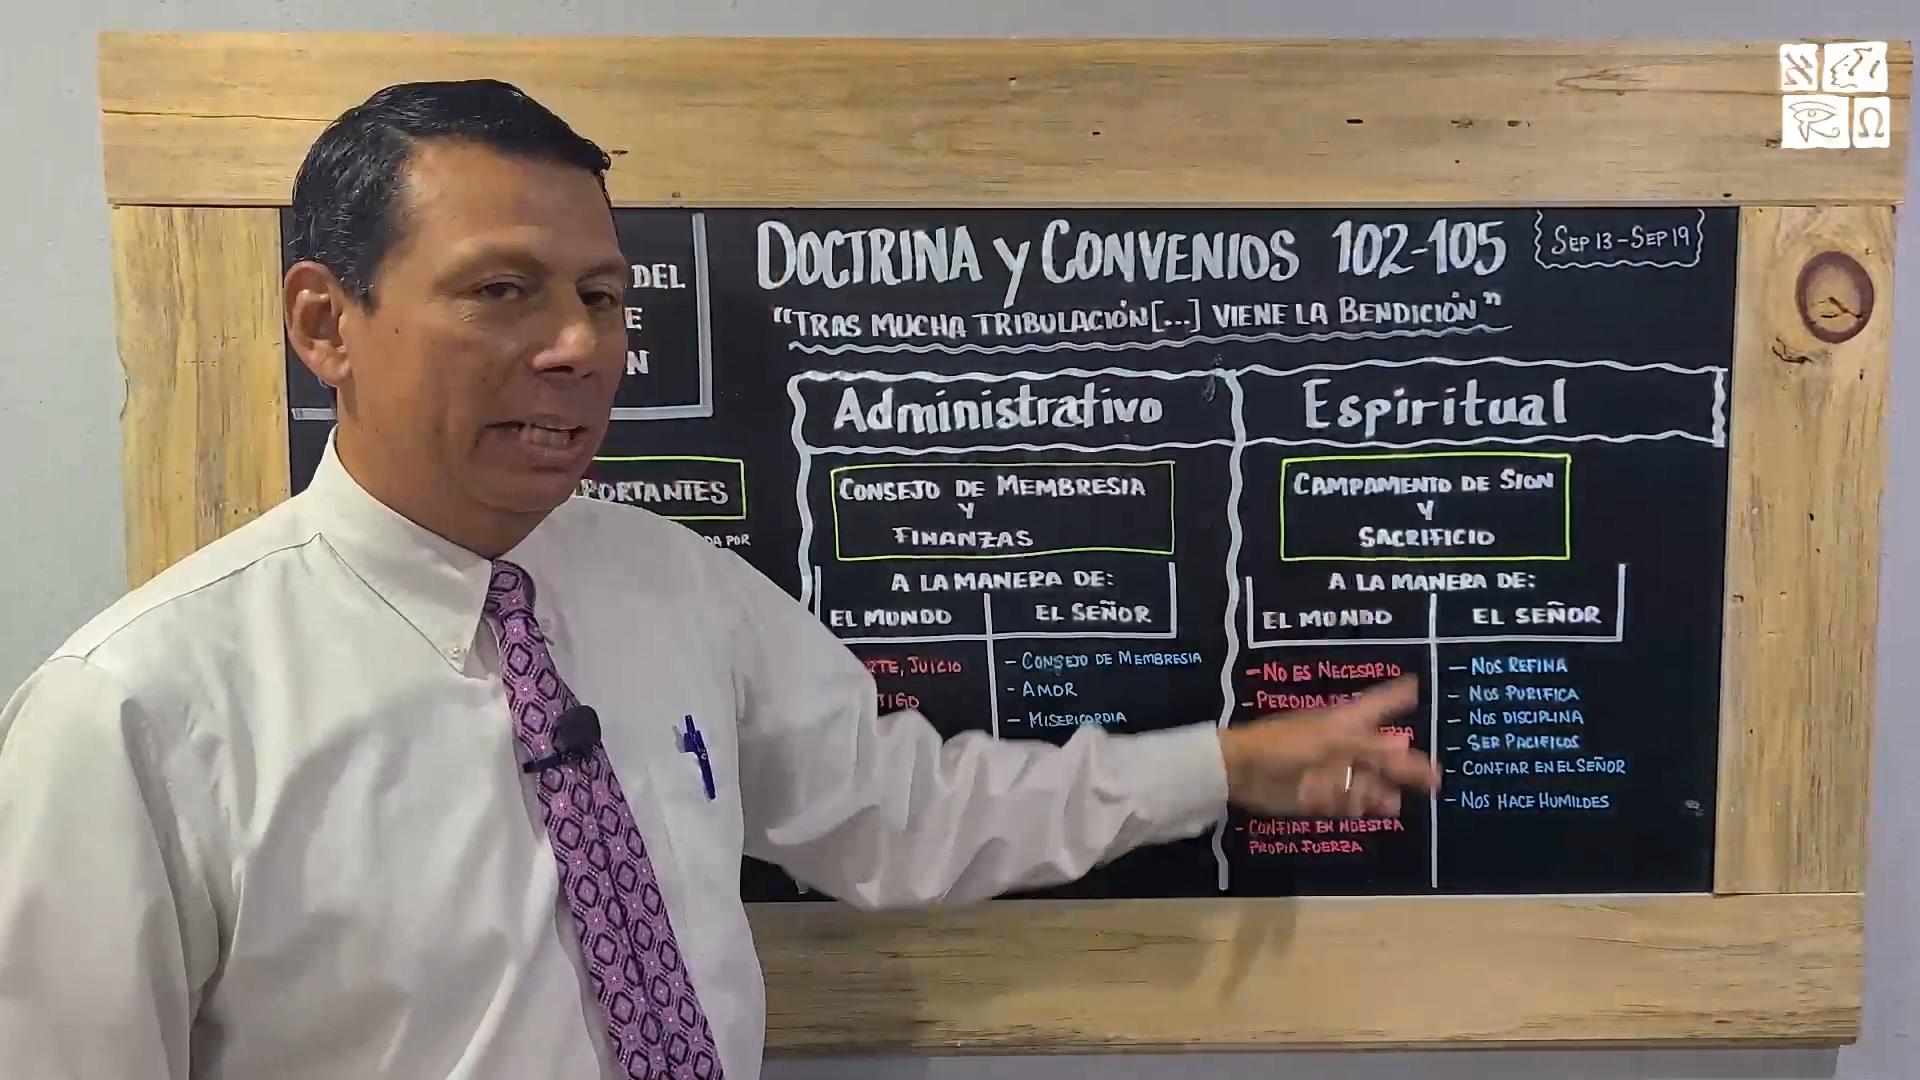 DEL
E
N
PORTANTES
DA POR
DOCTRINA Y CONVENIOS 102-105
SEP 13-SEP 19
"TRAS MUCHA TRIBULACIÓN[...] VIENE LA BENDICIÓN"
Administrativo
CONSEJO DE MEMBRESIA
Y
FINANZAS
A LA MANERA DE:
EL MUNDO
EL SEÑOR
RTE, JUICIO
TIGO
- CONSEJO DE MEMBRESIA
- AMOR
- MISERICORDIA
Espiritual
CAMPAMENTO DE SION
Y
SACRIFICIO
A LA MANERA DE:
EL MUNDO
EL SEÑOR
- NO ES NECESARIO
- PERDIDA DE
- CONFIAR EN NUESTRA
PROPIA FUERZA
- NOS REFINA
- NOS PURIFICA
- NOS DISCIPLINA
- SER PACIFICOS
- CONFIAR EN EL SEÑOR
- NOS HACE HUMILDES
א
Ω